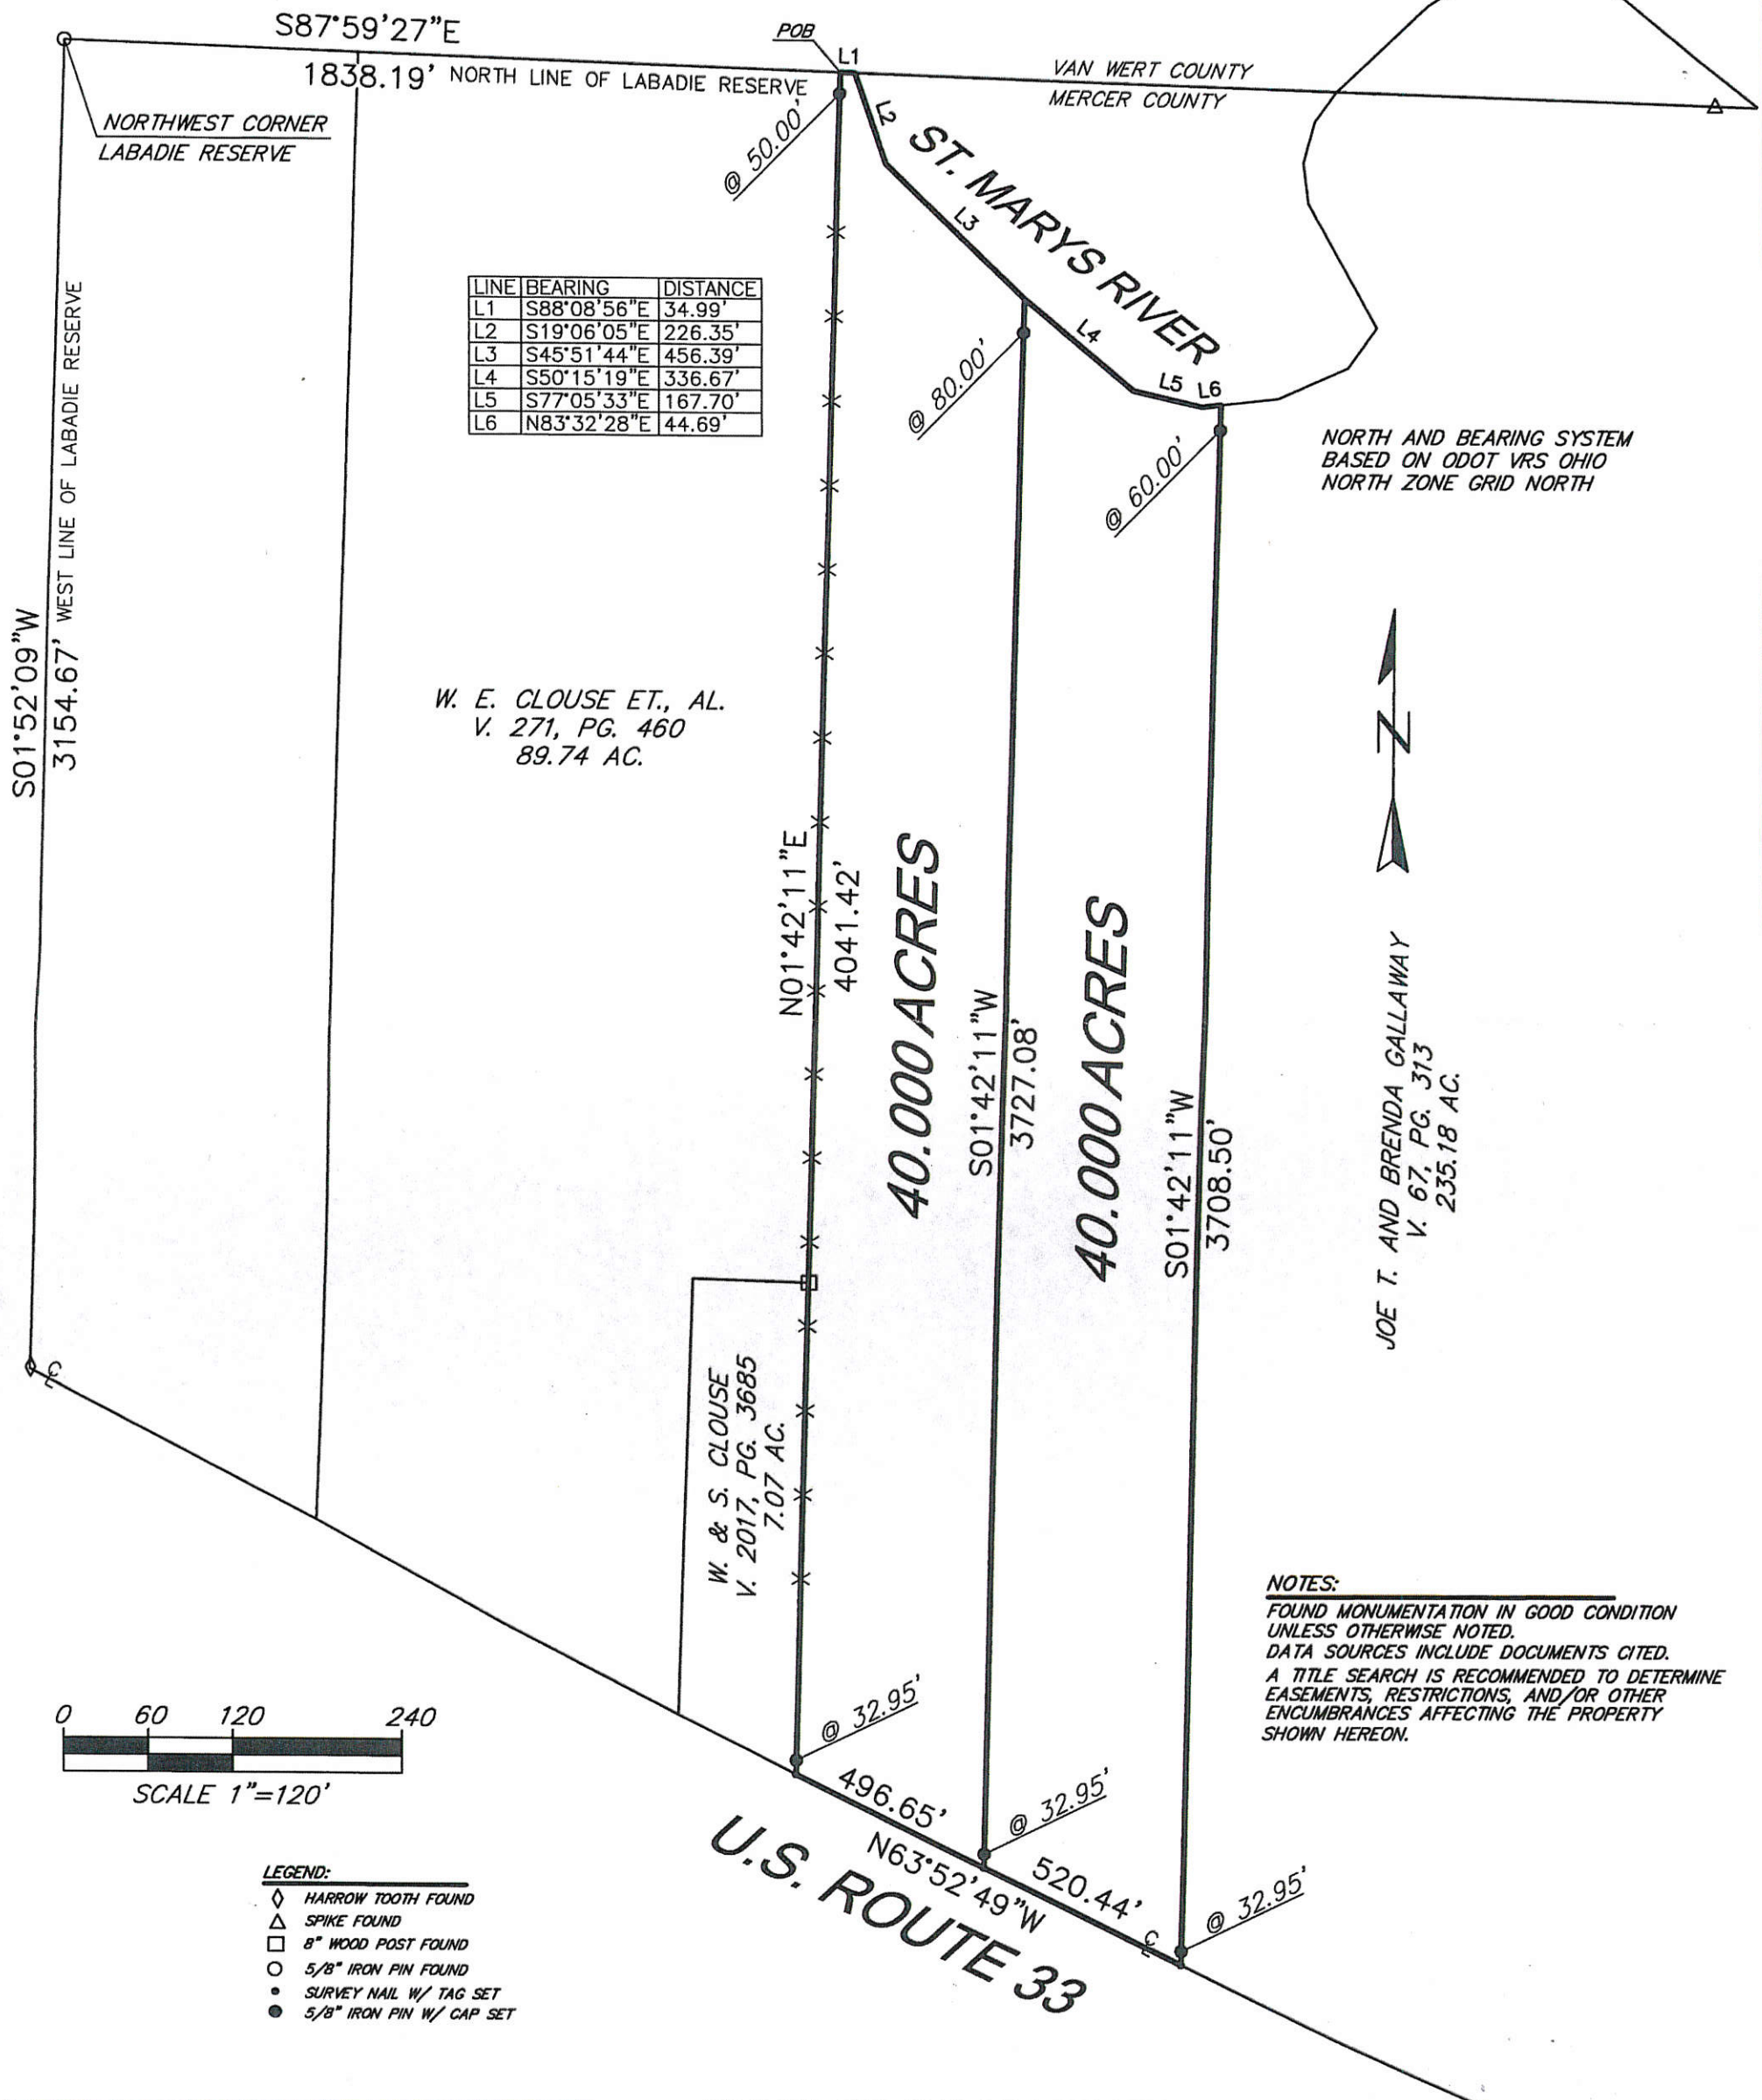 S87°59'27"E
1838.19' NORTH LINE OF LABADIE RESERVE
POB
L1
VAN WERT COUNTY
MERCER COUNTY
NORTHWEST CORNER
LABADIE RESERVE
@ 50.00'
L2
ST. MARYS RIVER
L3
L4
L5
L6
LINE BEARING DISTANCE
L1 S88°08'56"E 34.99'
L2 S19°06'05"E 226.35'
L3 S45°51'44"E 456.39'
L4 S50°15'19"E 336.67'
L5 S77°05'33"E 167.70'
L6 N83°32'28"E 44.69'
@ 80.00'
@ 60.00'
NORTH AND BEARING SYSTEM
BASED ON ODOT VRS OHIO
NORTH ZONE GRID NORTH
S01°52'09"W
3154.67' WEST LINE OF LABADIE RESERVE
W. E. CLOUSE ET., AL.
V. 271, PG. 460
89.74 AC.
N
N01°42'11"E
4041.42'
40.000 ACRES
S01°42'11"W
3727.08'
40.000 ACRES
S01°42'11"W
3708.50'
JOE T. AND BRENDA GALLAWAY
V. 67, PG. 313
235.18 AC.
W. & S. CLOUSE
V. 2017, PG. 3685
7.07 AC.
CL
NOTES:
FOUND MONUMENTATION IN GOOD CONDITION
UNLESS OTHERWISE NOTED.
DATA SOURCES INCLUDE DOCUMENTS CITED.
A TITLE SEARCH IS RECOMMENDED TO DETERMINE
EASEMENTS, RESTRICTIONS, AND/OR OTHER
ENCUMBRANCES AFFECTING THE PROPERTY
SHOWN HEREON.
0 60 120 240
SCALE 1"=120'
@ 32.95'
496.65'
@ 32.95'
N63°52'49"W
520.44'
@ 32.95'
CL
U.S. ROUTE 33
LEGEND:
HARROW TOOTH FOUND
SPIKE FOUND
8" WOOD POST FOUND
5/8" IRON PIN FOUND
SURVEY NAIL W/ TAG SET
5/8" IRON PIN W/ CAP SET